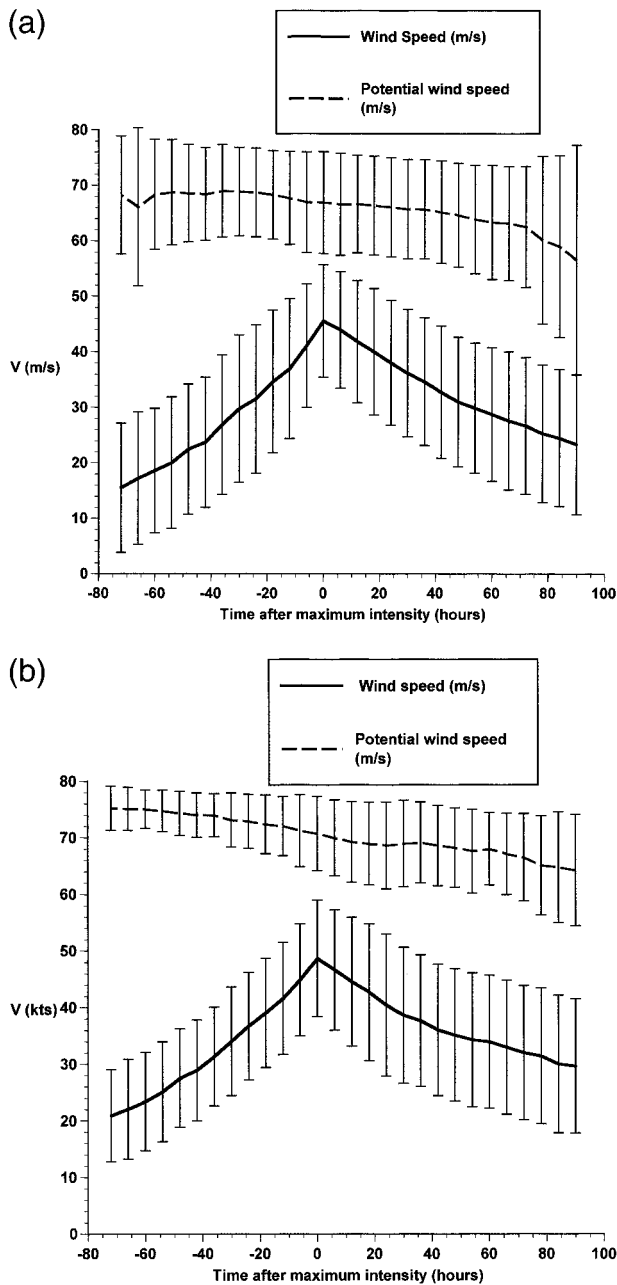 (a)
Wind Speed (m/s)
Potential wind speed
(m/s)
80
70
60
50
V (m/s)
40
30
20
10
0
-80 -60 -40 -20 0 20 40 60 80 100
Time after maximum intensity (hours)
(b)
Wind speed (m/s)
Potential wind speed
(m/s)
80
70
60
50
V (kts)
40
30
20
10
0
-80 -60 -40 -20 0 20 40 60 80 100
Time after maximum intensity (hours)